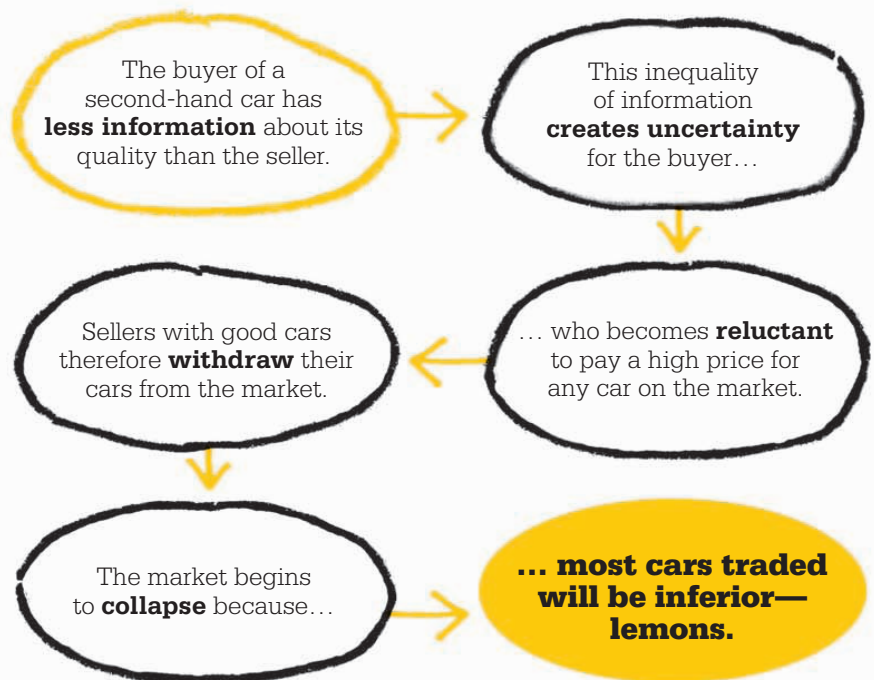 The buyer of a
second-hand car has
less information about its
quality than the seller.
This inequality
of information
creates uncertainty
for the buyer…
… who becomes reluctant
to pay a high price for
any car on the market.
Sellers with good cars
therefore withdraw their
cars from the market.
The market begins
to collapse because…
… most cars traded
will be inferior—
lemons.